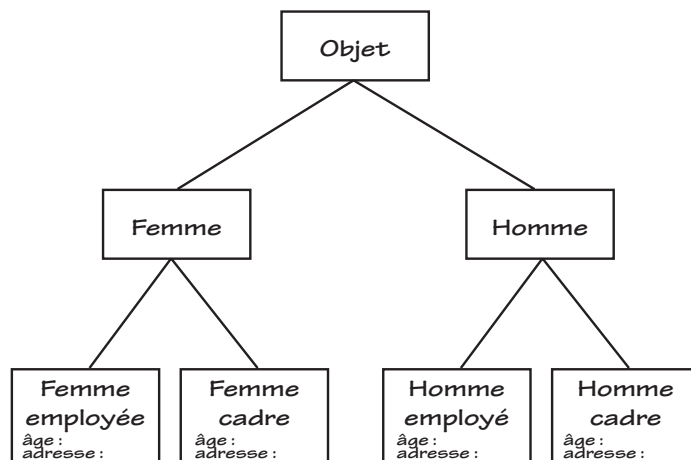 Objet
Femme
Homme
Femme
employée
âge :
adresse :
Femme
cadre
âge :
adresse :
Homme
employé
âge :
adresse :
Homme
cadre
âge :
adresse :